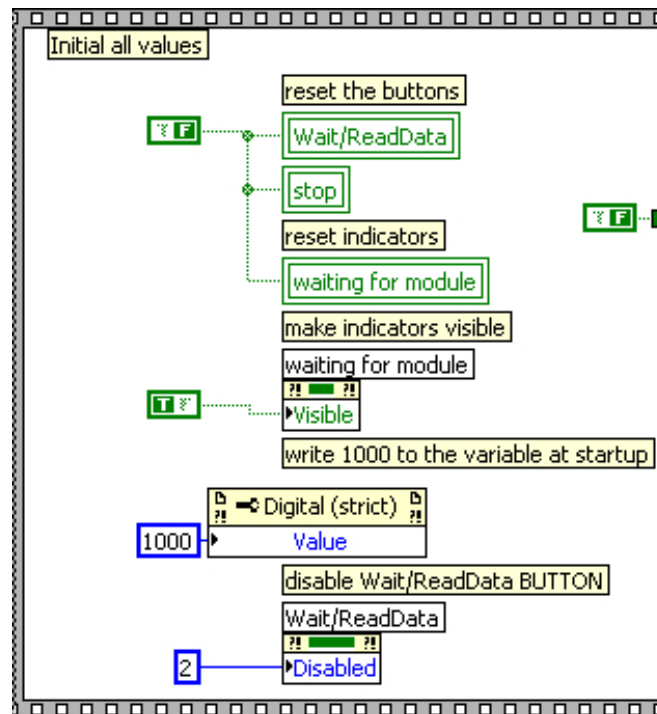 Initial all values
reset the buttons
F
Wait/ReadData
stop
F
reset indicators
waiting for module
make indicators visible
waiting for module
?! ?!
T
Visible
write 1000 to the variable at startup
?! Digital (strict) ?!
1000
Value
disable Wait/ReadData BUTTON
Wait/ReadData
?! ?!
2
Disabled